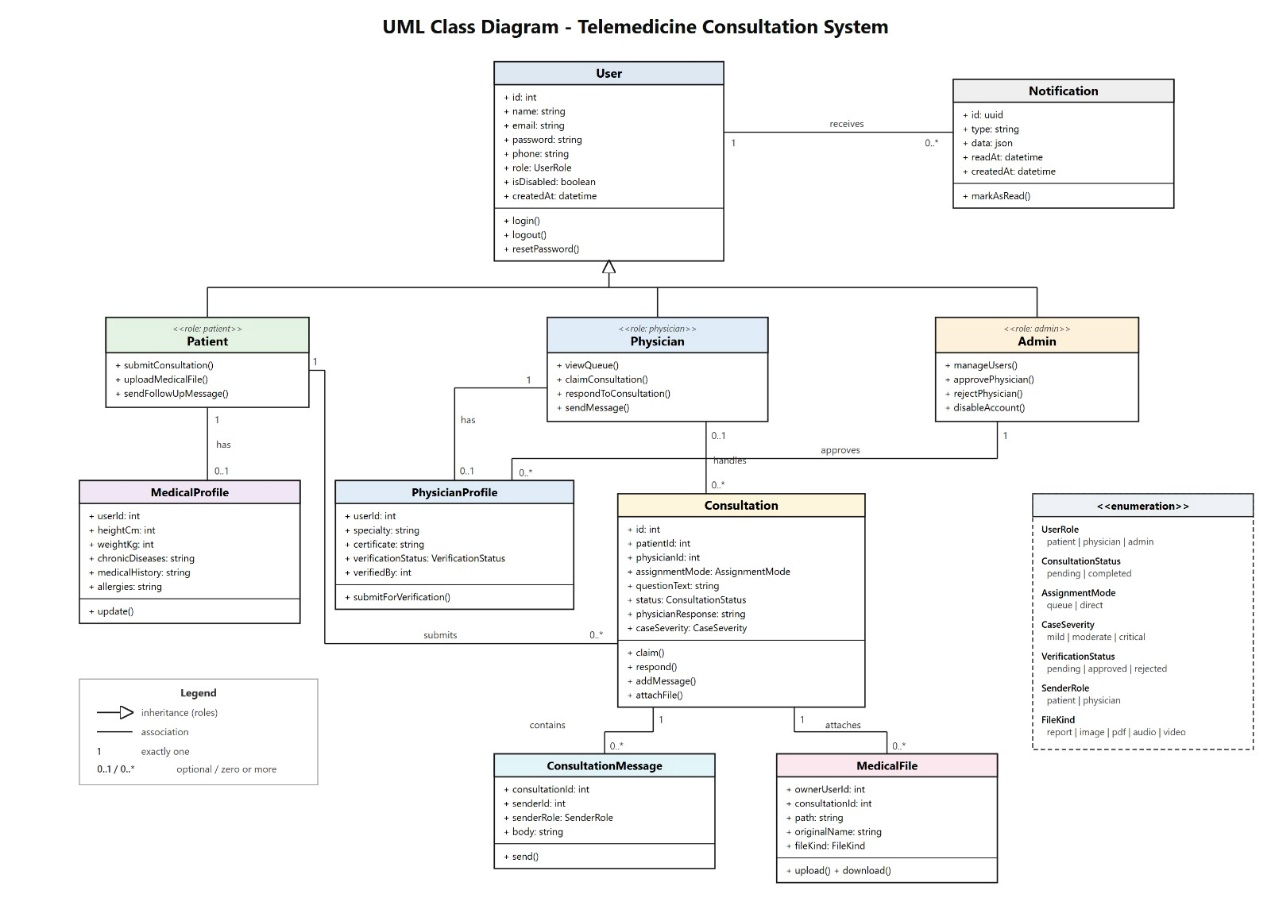 UML Class Diagram - Telemedicine Consultation System
User
+ id: int
+ name: string
+ email: string
+ password: string
+ phone: string
+ role: UserRole
+ isDisabled: boolean
+ createdAt: datetime
+ login()
+ logout()
+ resetPassword()
receives
1
0..*
Notification
+ id: uuid
+ type: string
+ data: json
+ readAt: datetime
+ createdAt: datetime
+ markAsRead()
<<role: patient>>
Patient
+ submitConsultation()
+ uploadMedicalFile()
+ sendFollowUpMessage()
1
1
has
0..1
<<role: physician>>
Physician
+ viewQueue()
+ claimConsultation()
+ respondToConsultation()
+ sendMessage()
1
has
0..1
0..1
handles
0..*
<<role: admin>>
Admin
+ manageUsers()
+ approvePhysician()
+ rejectPhysician()
+ disableAccount()
1
approves
0..*
MedicalProfile
+ userId: int
+ heightCm: int
+ weightKg: int
+ chronicDiseases: string
+ medicalHistory: string
+ allergies: string
+ update()
PhysicianProfile
+ userId: int
+ specialty: string
+ certificate: string
+ verificationStatus: VerificationStatus
+ verifiedBy: int
+ submitForVerification()
submits
0..*
Consultation
+ id: int
+ patientId: int
+ physicianId: int
+ assignmentMode: AssignmentMode
+ questionText: string
+ status: ConsultationStatus
+ physicianResponse: string
+ caseSeverity: CaseSeverity
+ claim()
+ respond()
+ addMessage()
+ attachFile()
<<enumeration>>
UserRole
patient | physician | admin
ConsultationStatus
pending | completed
AssignmentMode
queue | direct
CaseSeverity
mild | moderate | critical
VerificationStatus
pending | approved | rejected
SenderRole
patient | physician
FileKind
report | image | pdf | audio | video
Legend
inheritance (roles)
association
1 exactly one
0..1 / 0..* optional / zero or more
contains
1
0..*
1
attaches
0..*
ConsultationMessage
+ consultationId: int
+ senderId: int
+ senderRole: SenderRole
+ body: string
+ send()
MedicalFile
+ ownerUserId: int
+ consultationId: int
+ path: string
+ originalName: string
+ fileKind: FileKind
+ upload() + download()